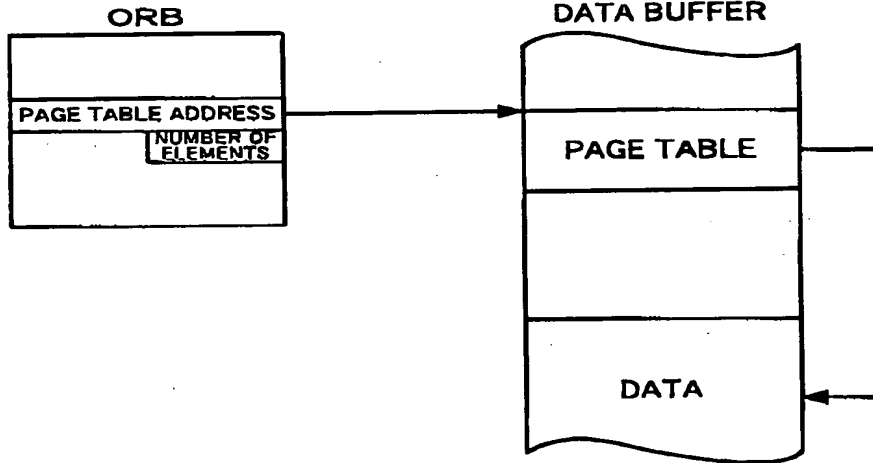 ORB
PAGE TABLE ADDRESS
NUMBER OF
ELEMENTS
DATA BUFFER
PAGE TABLE
DATA